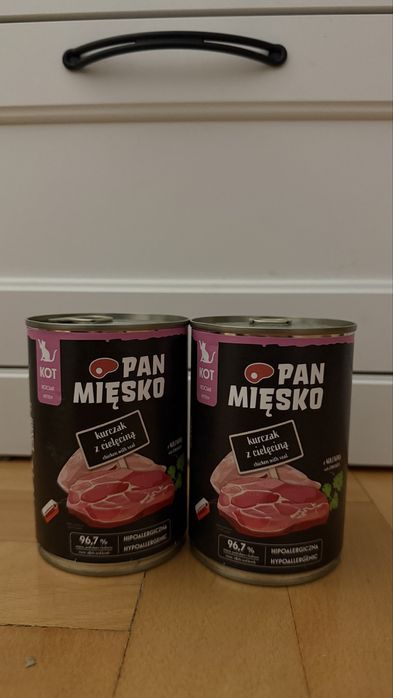 KOT
PAN
MIĘSKO
kurczak
z cielęciną
chicken with veal
96,7 %
HIPOALERGICZNA
HYPOALLERGENIC
KOT
PAN
MIĘSKO
kurczak
z cielęciną
chicken with veal
96,7 %
HIPOALERGICZNA
HYPOALLERGENIC